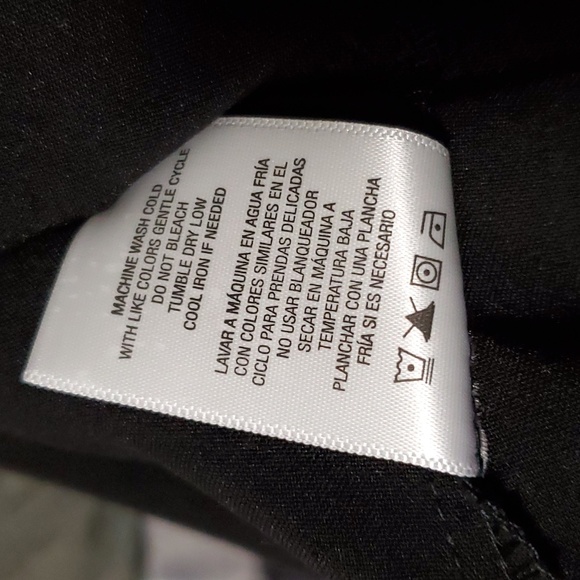 MACHINE WASH COLD
WITH LIKE COLORS GENTLE CYCLE
DO NOT BLEACH
TUMBLE DRY LOW
COOL IRON IF NEEDED
LAVAR A MÁQUINA EN AGUA FRÍA
CON COLORES SIMILARES EN EL
CICLO PARA PRENDAS DELICADAS
NO USAR BLANQUEADOR
SECAR EN MÁQUINA A
TEMPERATURA BAJA
PLANCHAR CON UNA PLANCHA
FRÍA SI ES NECESARIO